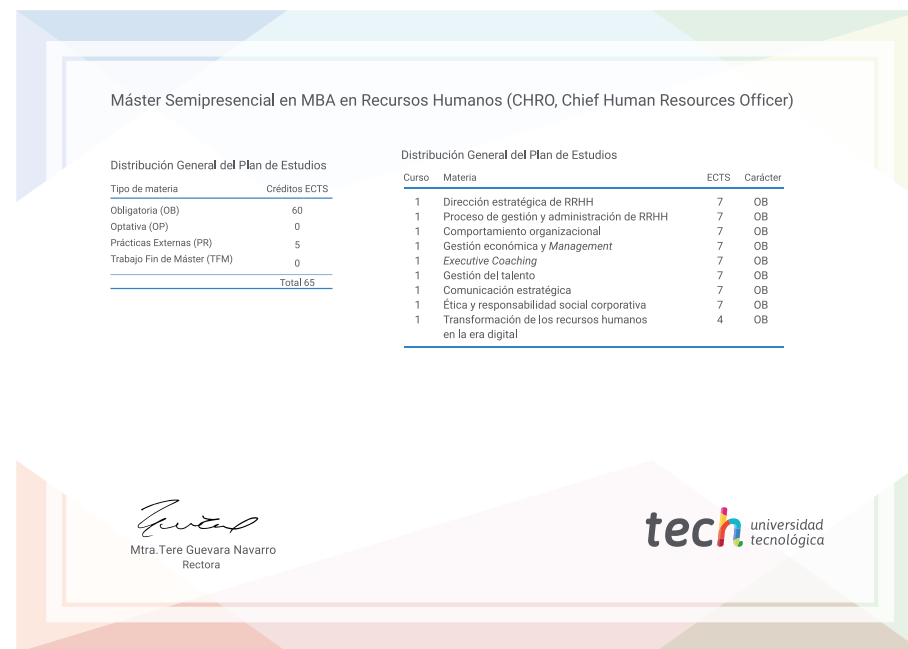 Máster Semipresencial en MBA en Recursos Humanos (CHRO, Chief Human Resources Officer)
Distribución General del Plan de Estudios
Tipo de materia Créditos ECTS
Obligatoria (OB) 60
Optativa (OP) 0
Prácticas Externas (PR) 5
Trabajo Fin de Máster (TFM) 0
Total 65
Distribución General del Plan de Estudios
Curso Materia ECTS Carácter
1 Dirección estratégica de RRHH 7 OB
1 Proceso de gestión y administración de RRHH 7 OB
1 Comportamiento organizacional 7 OB
1 Gestión económica y Management 7 OB
1 Executive Coaching 7 OB
1 Gestión del talento 7 OB
1 Comunicación estratégica 7 OB
1 Ética y responsabilidad social corporativa 7 OB
1 Transformación de los recursos humanos 4 OB
en la era digital
Mtra.Tere Guevara Navarro
Rectora
tech universidad
tecnológica